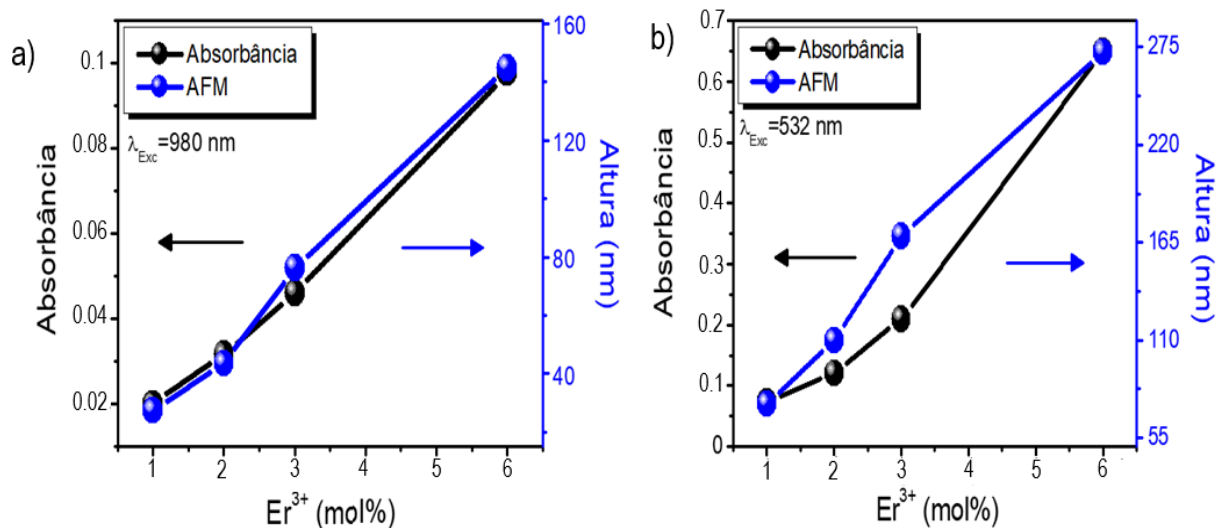 a)
Absorbância
AFM
λExc=980 nm
Absorbância
0.1
0.08
0.06
0.04
0.02
160
120
80
40
Altura (nm)
1 2 3 4 5 6
Er³⁺ (mol%)
b)
Absorbância
AFM
λExc=532 nm
Absorbância
0.7
0.6
0.5
0.4
0.3
0.2
0.1
0
275
220
165
110
55
Altura (nm)
1 2 3 4 5 6
Er³⁺ (mol%)